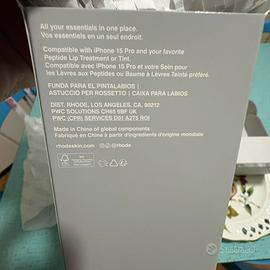 All your essentials in one place.
Vos essentiels en un seul endroit.
Compatible with iPhone 15 Pro and your favorite
Peptide Lip Treatment or Tint.
Compatible avec iPhone 15 Pro et votre Soin pour
les Lèvres aux Peptides ou Baume à Lèvres Teinté préféré.
FUNDA PARA EL PINTALABIOS |
ASTUCCIO PER ROSSETTO | CAIXA PARA LÁBIOS
DIST. RHODE, LOS ANGELES, CA, 90212
PWC SOLUTIONS CH65 9BF UK
PWC (CPR) SERVICES D01 A2T5 ROI
Made in China of global components
Fabriqué en Chine à partir d'ingrédients d'origine mondiale
rhodeskin.com @rhode